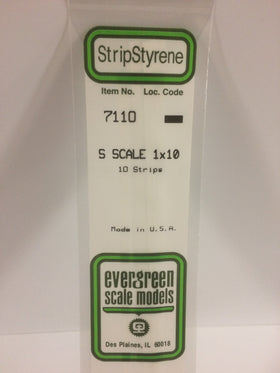 StripStyrene
Item No. Loc. Code
7110
S SCALE 1x10
10 Strips
Made in U.S.A.
evergreen
scale models
Des Plaines, IL 60018